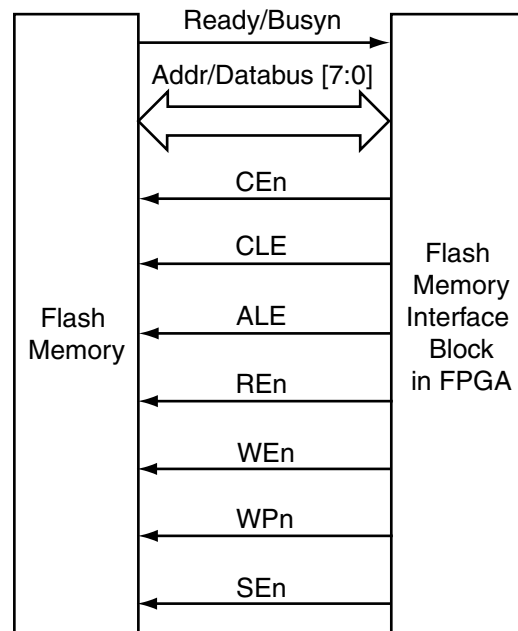 Ready/Busyn
Addr/Databus [7:0]
CEn
CLE
ALE
REn
WEn
WPn
SEn
Flash
Memory
Flash
Memory
Interface
Block
in FPGA